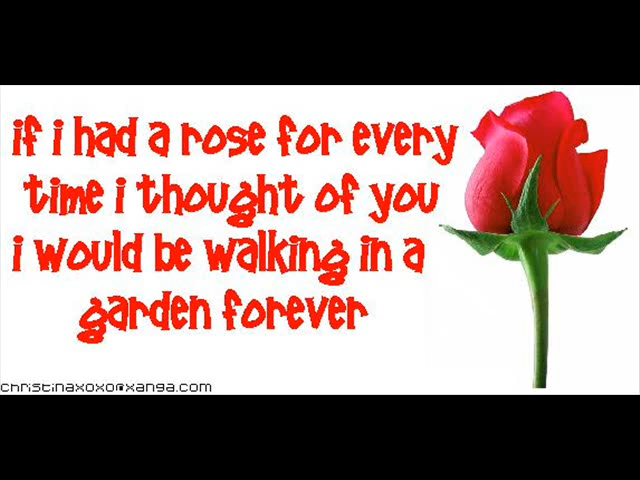 if i had a rose for every
time i thought of you
i would be walking in a
garden forever
christinaxoxo@xanga.com